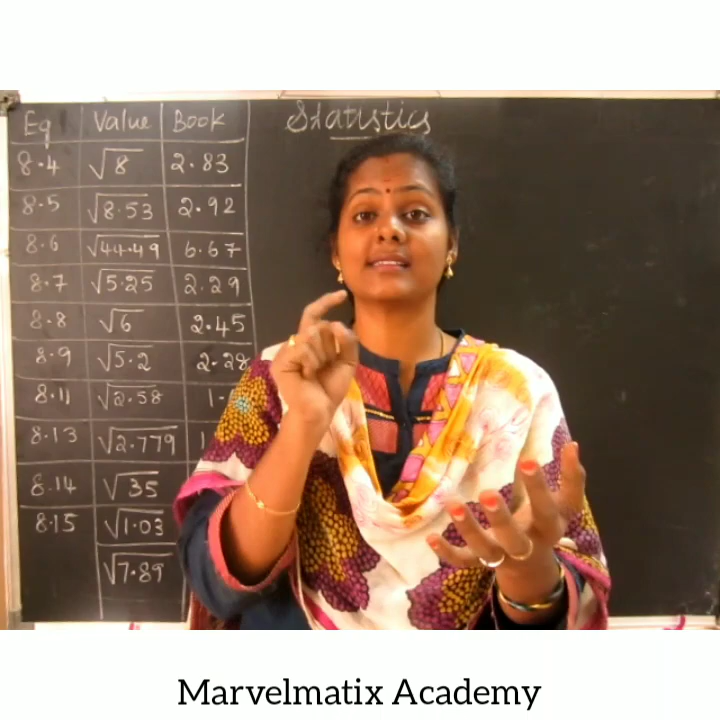 Statistics
Eq Value Book
8.4 √8 2.83
8.5 √8.53 2.92
8.6 √44.49 6.67
8.7 √5.25 2.29
8.8 √6 2.45
8.9 √5.2 2.28
8.11 √2.58
8.13 √2.779
8.14 √35
8.15 √1.03
√7.89
Marvelmatix Academy